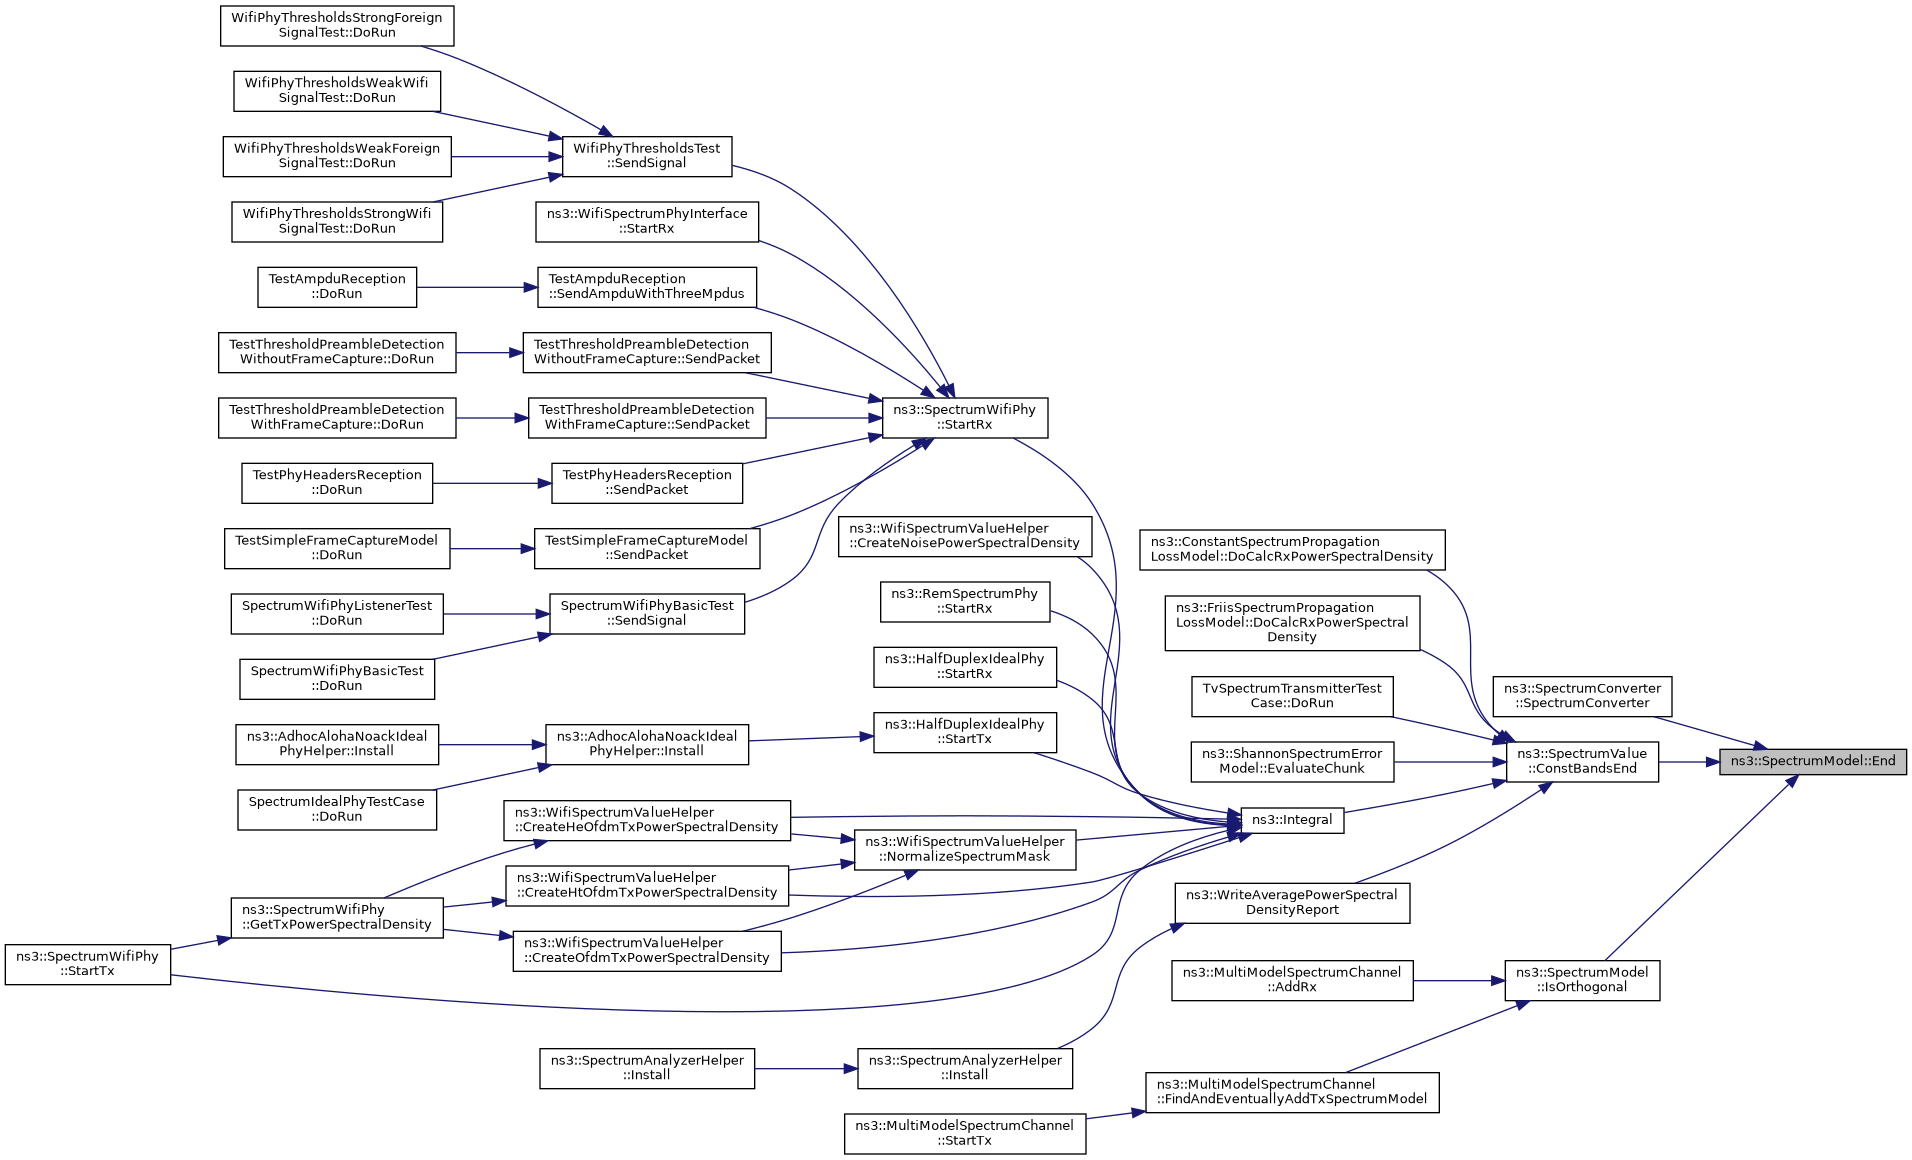 WifiPhyThresholdsStrongForeign
SignalTest::DoRun
WifiPhyThresholdsWeakWifi
SignalTest::DoRun
WifiPhyThresholdsWeakForeign
SignalTest::DoRun
WifiPhyThresholdsTest
::SendSignal
WifiPhyThresholdsStrongWifi
SignalTest::DoRun
ns3::WifiSpectrumPhyInterface
::StartRx
TestAmpduReception
::DoRun
TestAmpduReception
::SendAmpduWithThreeMpdus
TestThresholdPreambleDetection
WithoutFrameCapture::DoRun
TestThresholdPreambleDetection
WithoutFrameCapture::SendPacket
TestThresholdPreambleDetection
WithFrameCapture::DoRun
TestThresholdPreambleDetection
WithFrameCapture::SendPacket
ns3::SpectrumWifiPhy
::StartRx
TestPhyHeadersReception
::DoRun
TestPhyHeadersReception
::SendPacket
TestSimpleFrameCaptureModel
::DoRun
TestSimpleFrameCaptureModel
::SendPacket
ns3::WifiSpectrumValueHelper
::CreateNoisePowerSpectralDensity
ns3::ConstantSpectrumPropagation
LossModel::DoCalcRxPowerSpectralDensity
SpectrumWifiPhyListenerTest
::DoRun
SpectrumWifiPhyBasicTest
::SendSignal
ns3::RemSpectrumPhy
::StartRx
ns3::FriisSpectrumPropagation
LossModel::DoCalcRxPowerSpectral
Density
SpectrumWifiPhyBasicTest
::DoRun
ns3::HalfDuplexIdealPhy
::StartRx
TvSpectrumTransmitterTest
Case::DoRun
ns3::SpectrumConverter
::SpectrumConverter
ns3::AdhocAlohaNoackIdeal
PhyHelper::Install
ns3::AdhocAlohaNoackIdeal
PhyHelper::Install
ns3::HalfDuplexIdealPhy
::StartTx
ns3::ShannonSpectrumError
Model::EvaluateChunk
ns3::SpectrumValue
::ConstBandsEnd
ns3::SpectrumModel::End
SpectrumIdealPhyTestCase
::DoRun
ns3::WifiSpectrumValueHelper
::CreateHeOfdmTxPowerSpectralDensity
ns3::Integral
ns3::WifiSpectrumValueHelper
::NormalizeSpectrumMask
ns3::WifiSpectrumValueHelper
::CreateHtOfdmTxPowerSpectralDensity
ns3::WriteAveragePowerSpectral
DensityReport
ns3::SpectrumWifiPhy
::GetTxPowerSpectralDensity
ns3::WifiSpectrumValueHelper
::CreateOfdmTxPowerSpectralDensity
ns3::SpectrumWifiPhy
::StartTx
ns3::MultiModelSpectrumChannel
::AddRx
ns3::SpectrumModel
::IsOrthogonal
ns3::SpectrumAnalyzerHelper
::Install
ns3::SpectrumAnalyzerHelper
::Install
ns3::MultiModelSpectrumChannel
::FindAndEventuallyAddTxSpectrumModel
ns3::MultiModelSpectrumChannel
::StartTx